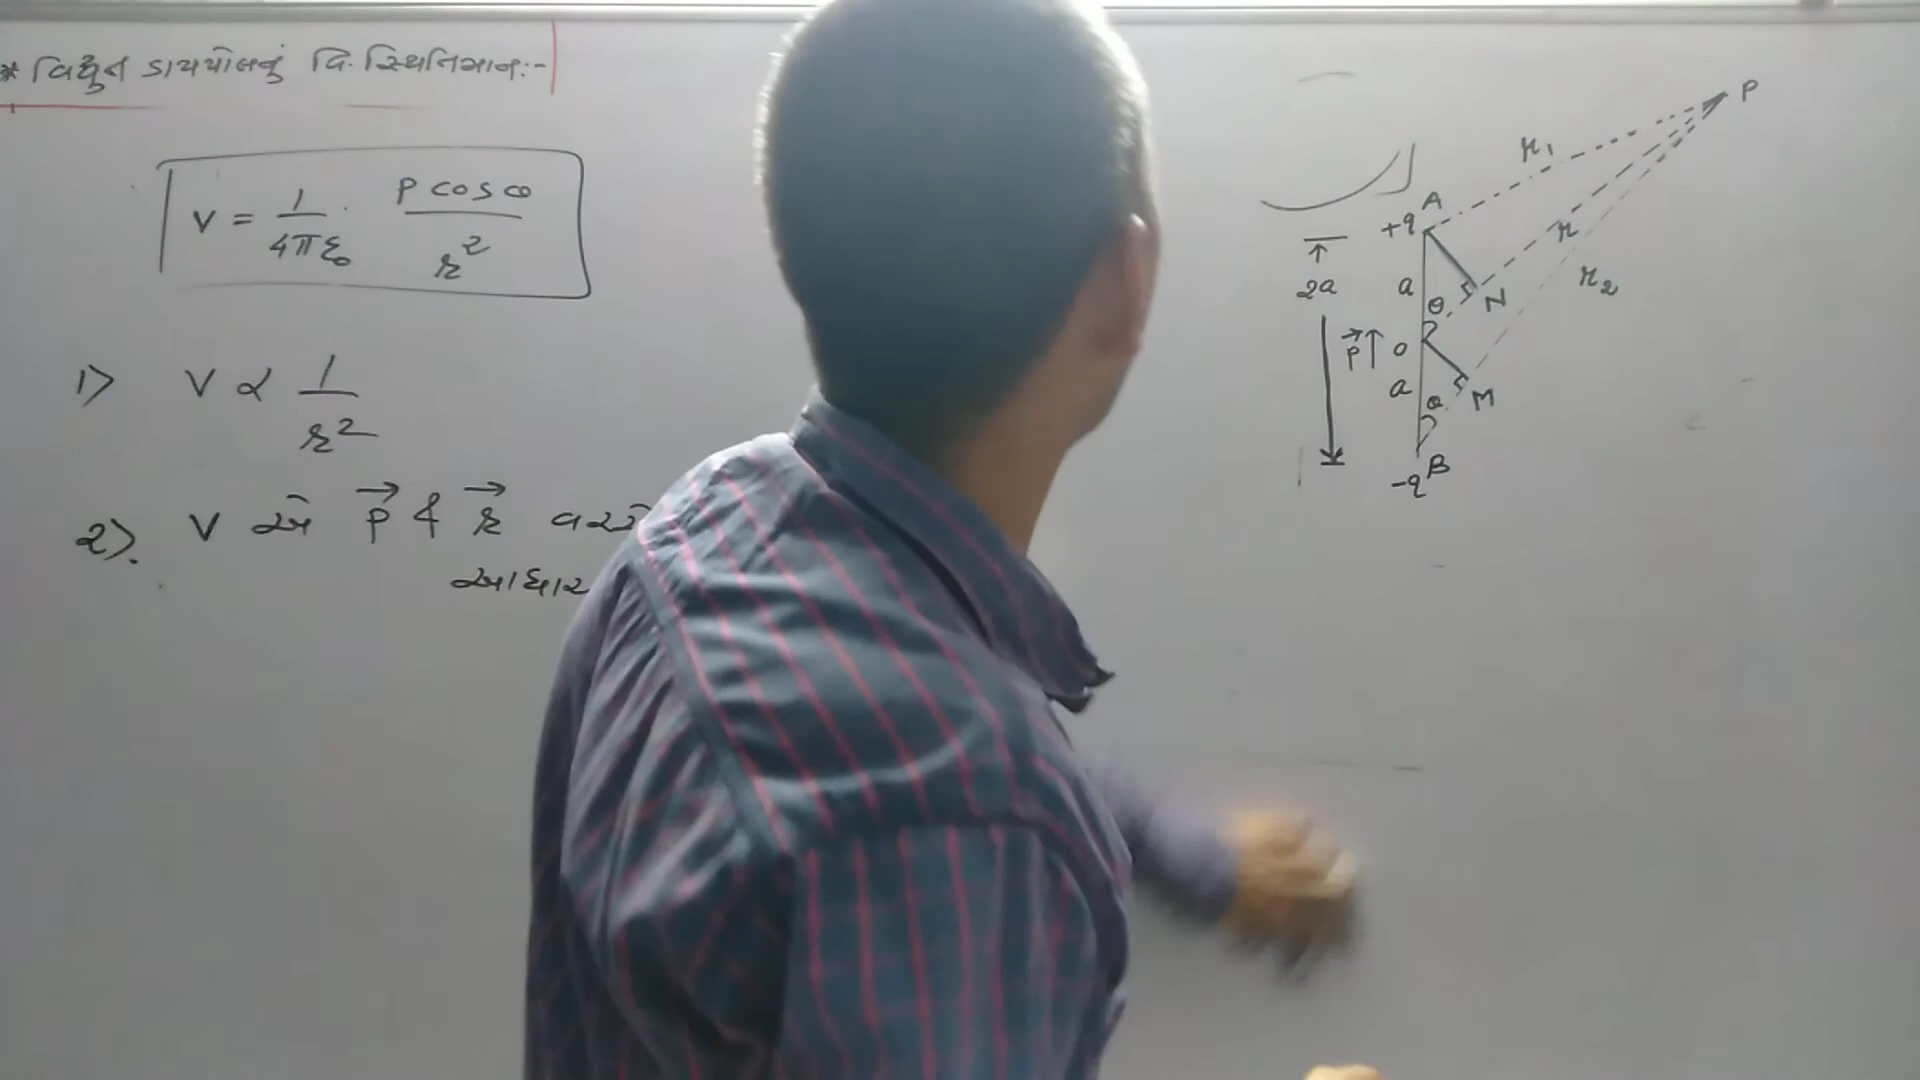 * વિદ્યુત ડાયપોલનું વિ. સ્થિતિમાન:-
V = 1/4πε₀ · P cos θ/r²
1> V ∝ 1/r²
2>. V એ p⃗ & r⃗ વચ્ચે
આધાર
P
r₁
A
+q
r
2a
a
θ
N
r₂
p⃗↑
O
a
θ
M
B
-q